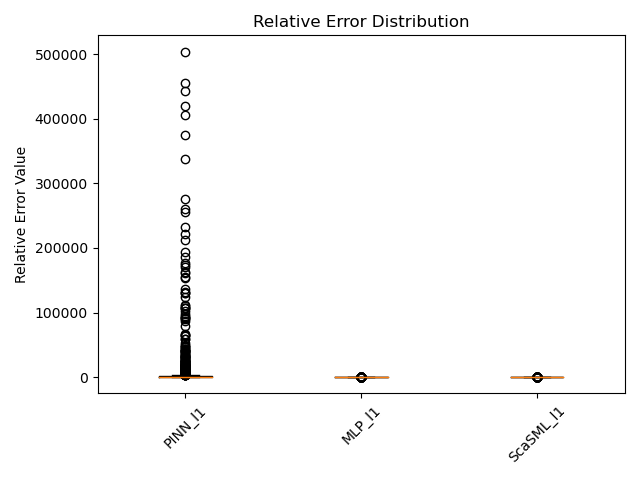 Relative Error Distribution
Relative Error Value
500000
400000
300000
200000
100000
0
PINN_l1
MLP_l1
ScaSML_l1